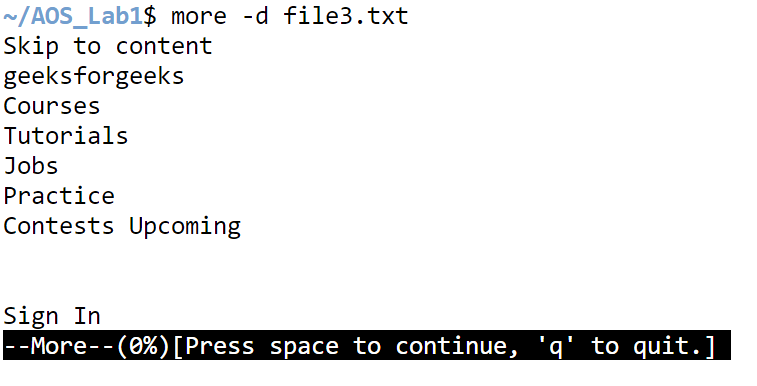 ~/AOS_Lab1$ more -d file3.txt
Skip to content
geeksforgeeks
Courses
Tutorials
Jobs
Practice
Contests Upcoming
Sign In
--More--(0%)[Press space to continue, 'q' to quit.]